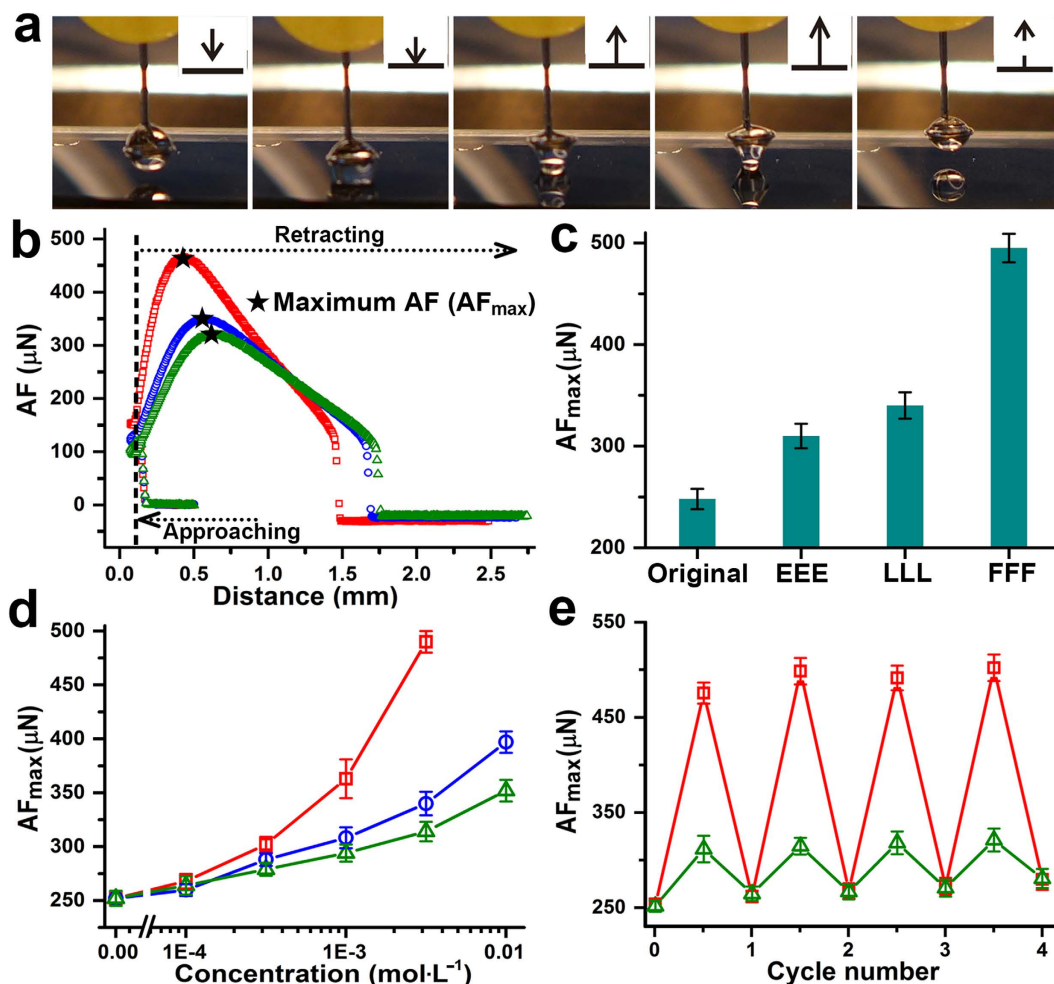 a
b
500
400
300
200
100
0
AF (μN)
Retracting
★ Maximum AF (AFmax)
Approaching
0.0 0.5 1.0 1.5 2.0 2.5
Distance (mm)
c
500
400
300
200
AFmax(μN)
Original EEE LLL FFF
d
500
450
400
350
300
250
AFmax(μN)
0.00 1E-4 1E-3 0.01
Concentration (mol·L⁻¹)
e
550
450
350
250
AFmax(μN)
0 1 2 3 4
Cycle number